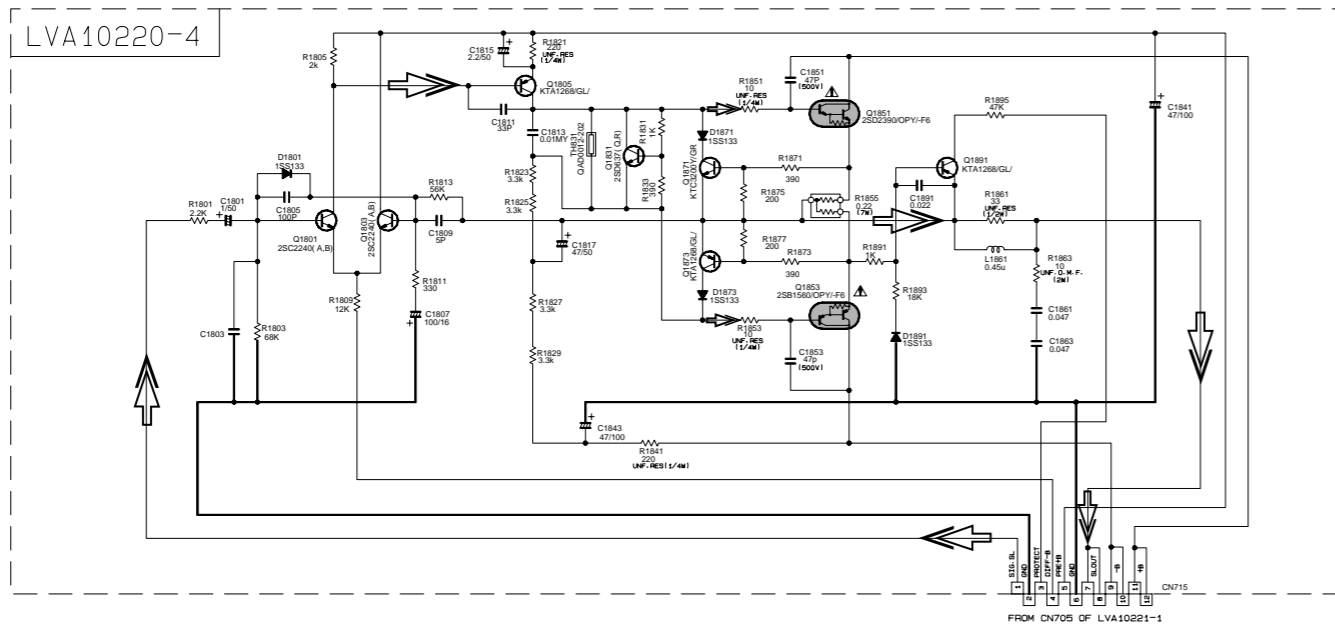 LVA10220-4
R1805
2k
C1815
2.2/50
R1821
220
UNF.RES
(1/4W)
Q1805
KTA1268/GL/
C1811
33P
C1813
0.01MY
TH831
QAD0012-202
Q1831
2SD637(Q,R)
R1831
1K
R1833
390
R1851
10
UNF.RES
(1/4W)
C1851
47P
(500V)
Q1851
2SD2390/OPY/-F6
D1871
1SS133
Q1871
KTC3200Y/GR
R1871
390
R1875
200
R1895
47K
C1841
47/100
Q1891
KTA1268/GL/
D1801
1SS133
C1805
100P
R1813
56K
R1823
3.3k
R1825
3.3k
R1801
2.2K
C1801
1/50
Q1801
2SC2240(A,B)
Q1803
2SC2240(A,B)
C1809
5P
R1855
0.22
(7W)
C1891
0.022
R1861
33
UNF.RES
(1/2W)
L1861
0.45u
C1817
47/50
Q1873
KTA1268/GL/
R1877
200
R1873
390
R1891
1K
R1863
10
UNF.O.M.F.
(2W)
R1811
330
C1807
100/16
R1809
12K
R1827
3.3k
D1873
1SS133
Q1853
2SB1560/OPY/-F6
R1893
18K
C1861
0.047
C1803
R1803
68K
R1853
10
UNF.RES
(1/4W)
D1891
1SS133
C1863
0.047
R1829
3.3k
C1853
47p
(500V)
C1843
47/100
R1841
220
UNF.RES(1/4W)
SIG.SL
GND
PROTECT
DIFF-B
PRE+B
GND
SLOUT
-B
+B
1
2
3
4
5
6
7
8
9
10
11
12
CN715
FROM CN705 OF LVA10221-1